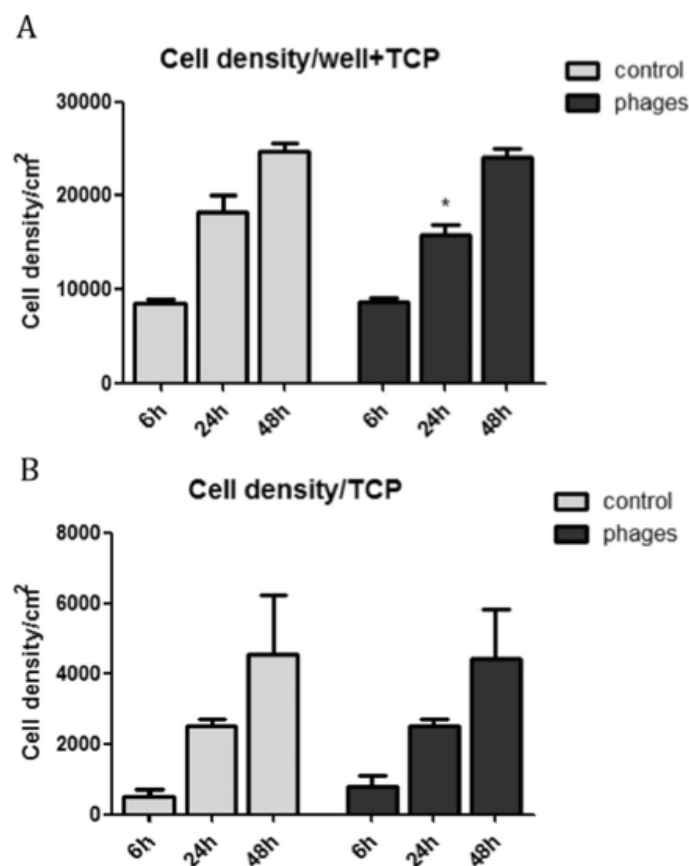 A
Cell density/well+TCP
control
phages
Cell density/cm²
30000
20000
10000
0
*
6h
24h
48h
6h
24h
48h
B
Cell density/TCP
control
phages
Cell density/cm²
8000
6000
4000
2000
0
6h
24h
48h
6h
24h
48h